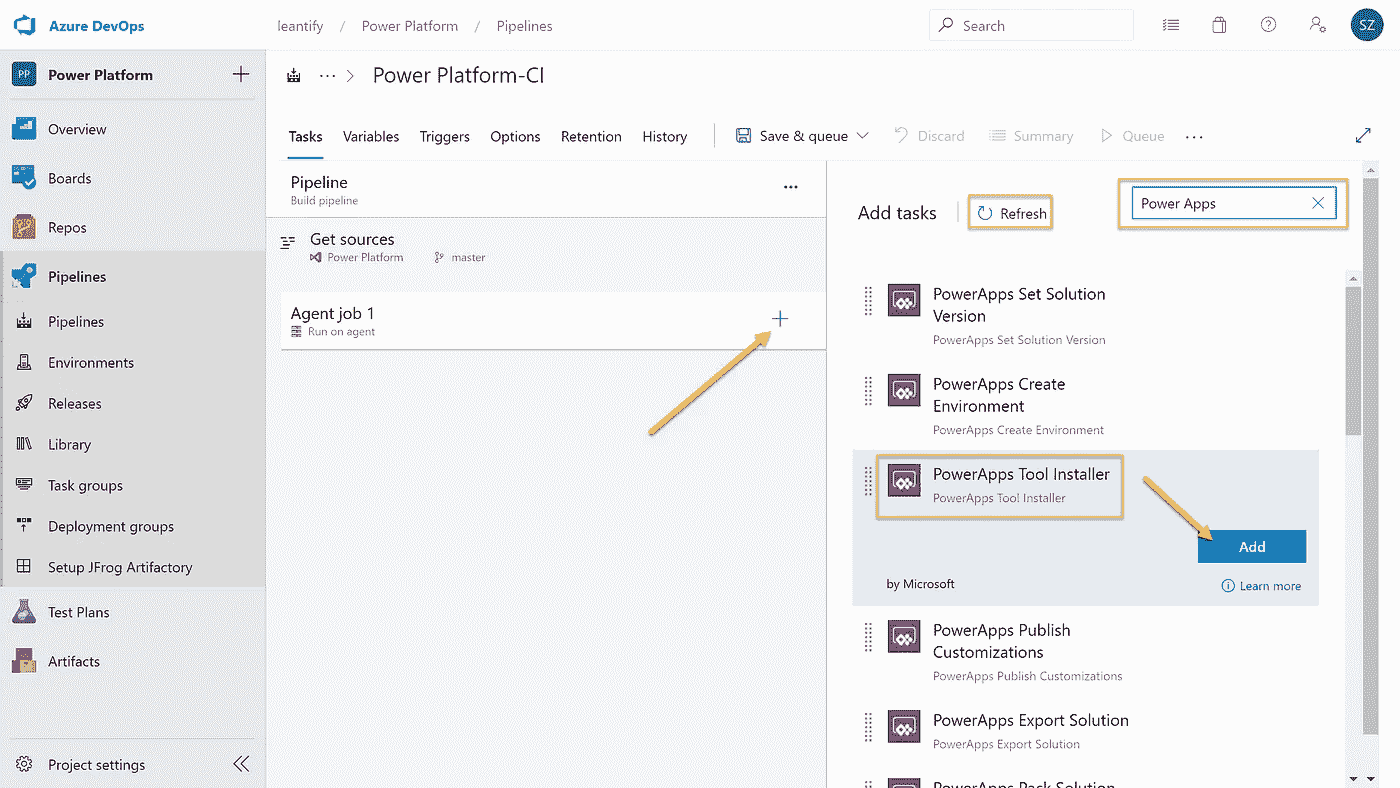 Azure DevOps
leantify / Power Platform / Pipelines
Search
SZ
PP
Power Platform
Overview
Boards
Repos
Pipelines
Pipelines
Environments
Releases
Library
Task groups
Deployment groups
Setup JFrog Artifactory
Test Plans
Artifacts
Project settings
Power Platform-CI
Tasks Variables Triggers Options Retention History Save & queue Discard Summary Queue
Pipeline
Build pipeline
Get sources
Power Platform master
Agent job 1
Run on agent
Add tasks Refresh Power Apps
PowerApps Set Solution
Version
PowerApps Set Solution Version
PowerApps Create
Environment
PowerApps Create Environment
PowerApps Tool Installer
PowerApps Tool Installer
Add
by Microsoft Learn more
PowerApps Publish
Customizations
PowerApps Publish Customizations
PowerApps Export Solution
PowerApps Export Solution
PowerApps Pack Solution